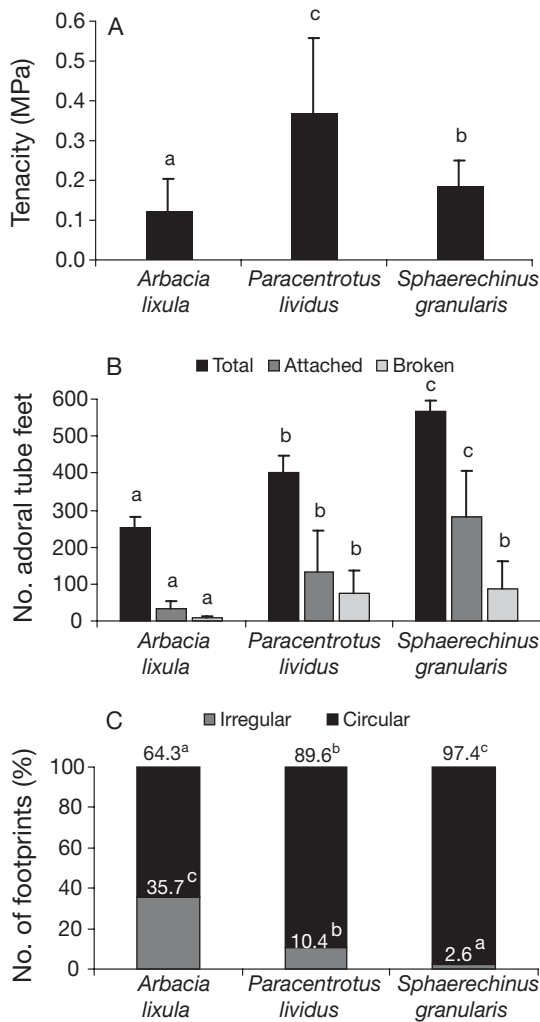 A
Tenacity (MPa)
0.6
0.5
0.4
0.3
0.2
0.1
0.0
a
c
b
Arbacia lixula
Paracentrotus lividus
Sphaerechinus granularis
B
Total Attached Broken
No. adoral tube feet
600
500
400
300
200
100
0
a
a
a
b
b
b
c
c
b
Arbacia lixula
Paracentrotus lividus
Sphaerechinus granularis
C
Irregular Circular
No. of footprints (%)
64.3a 89.6b 97.4c
100
80
60
40
20
0
35.7c
10.4b
2.6a
Arbacia lixula
Paracentrotus lividus
Sphaerechinus granularis